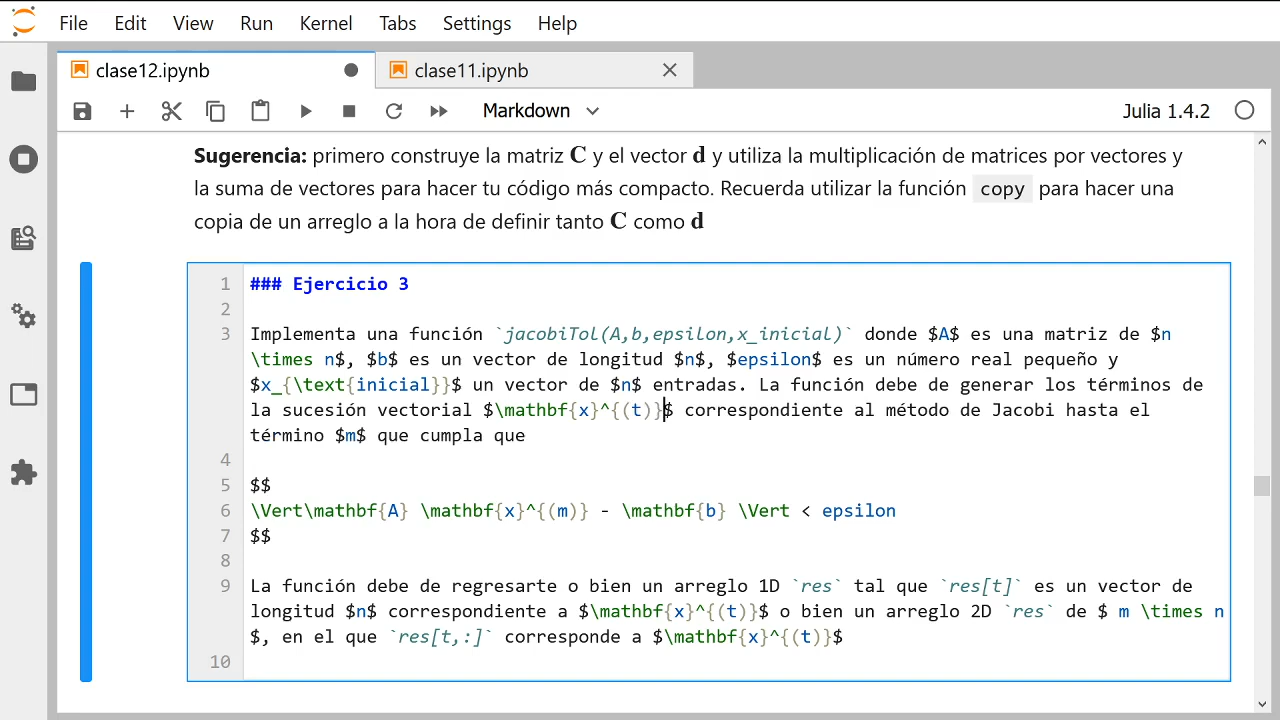 File Edit View Run Kernel Tabs Settings Help
clase12.ipynb clase11.ipynb
Markdown Julia 1.4.2
Sugerencia: primero construye la matriz C y el vector d y utiliza la multiplicación de matrices por vectores y
la suma de vectores para hacer tu código más compacto. Recuerda utilizar la función copy para hacer una
copia de un arreglo a la hora de definir tanto C como d
1 ### Ejercicio 3
2
3 Implementa una función `jacobiTol(A,b,epsilon,x_inicial)` donde $A$ es una matriz de $n
\times n$, $b$ es un vector de longitud $n$, $epsilon$ es un número real pequeño y
$x_{\text{inicial}}$ un vector de $n$ entradas. La función debe de generar los términos de
la sucesión vectorial $\mathbf{x}^{(t)}$ correspondiente al método de Jacobi hasta el
término $m$ que cumpla que
4
5 $$
6 \Vert\mathbf{A} \mathbf{x}^{(m)} - \mathbf{b} \Vert < epsilon
7 $$
8
9 La función debe de regresarte o bien un arreglo 1D `res` tal que `res[t]` es un vector de
longitud $n$ correspondiente a $\mathbf{x}^{(t)}$ o bien un arreglo 2D `res` de $ m \times n
$, en el que `res[t,:]` corresponde a $\mathbf{x}^{(t)}$
10